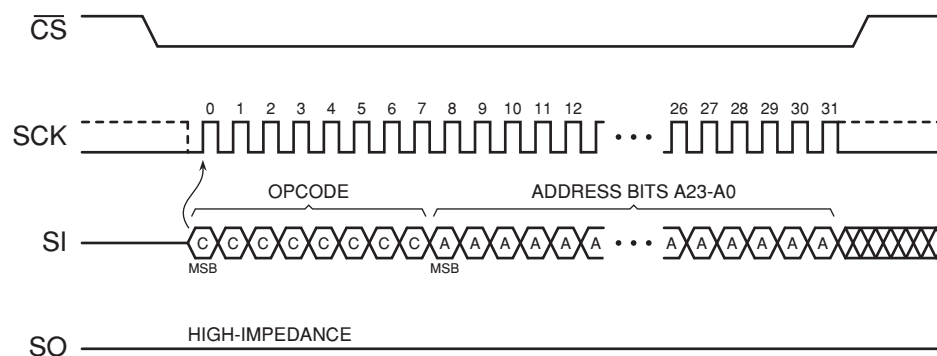 CS
SCK
0 1 2 3 4 5 6 7 8 9 10 11 12 26 27 28 29 30 31
OPCODE
ADDRESS BITS A23-A0
SI
C C C C C C C C A A A A A A A A A A A A
MSB
MSB
SO
HIGH-IMPEDANCE